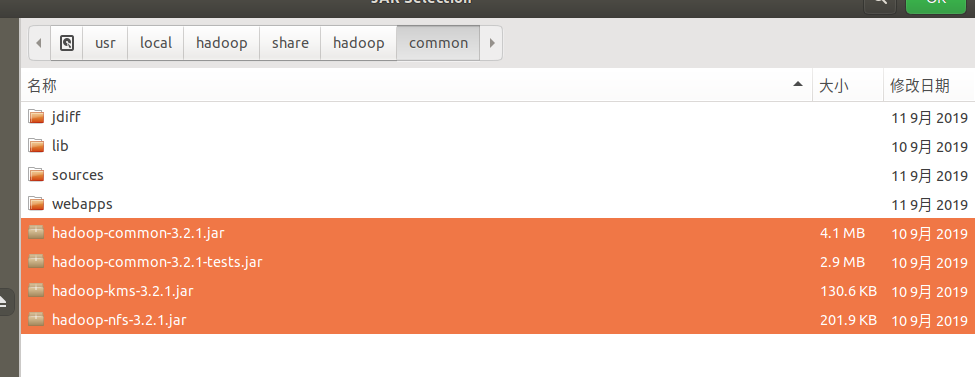 JAR Selection
OK
usr local hadoop share hadoop common
名称 大小 修改日期
jdiff 11 9月 2019
lib 10 9月 2019
sources 11 9月 2019
webapps 11 9月 2019
hadoop-common-3.2.1.jar 4.1 MB 10 9月 2019
hadoop-common-3.2.1-tests.jar 2.9 MB 10 9月 2019
hadoop-kms-3.2.1.jar 130.6 KB 10 9月 2019
hadoop-nfs-3.2.1.jar 201.9 KB 10 9月 2019